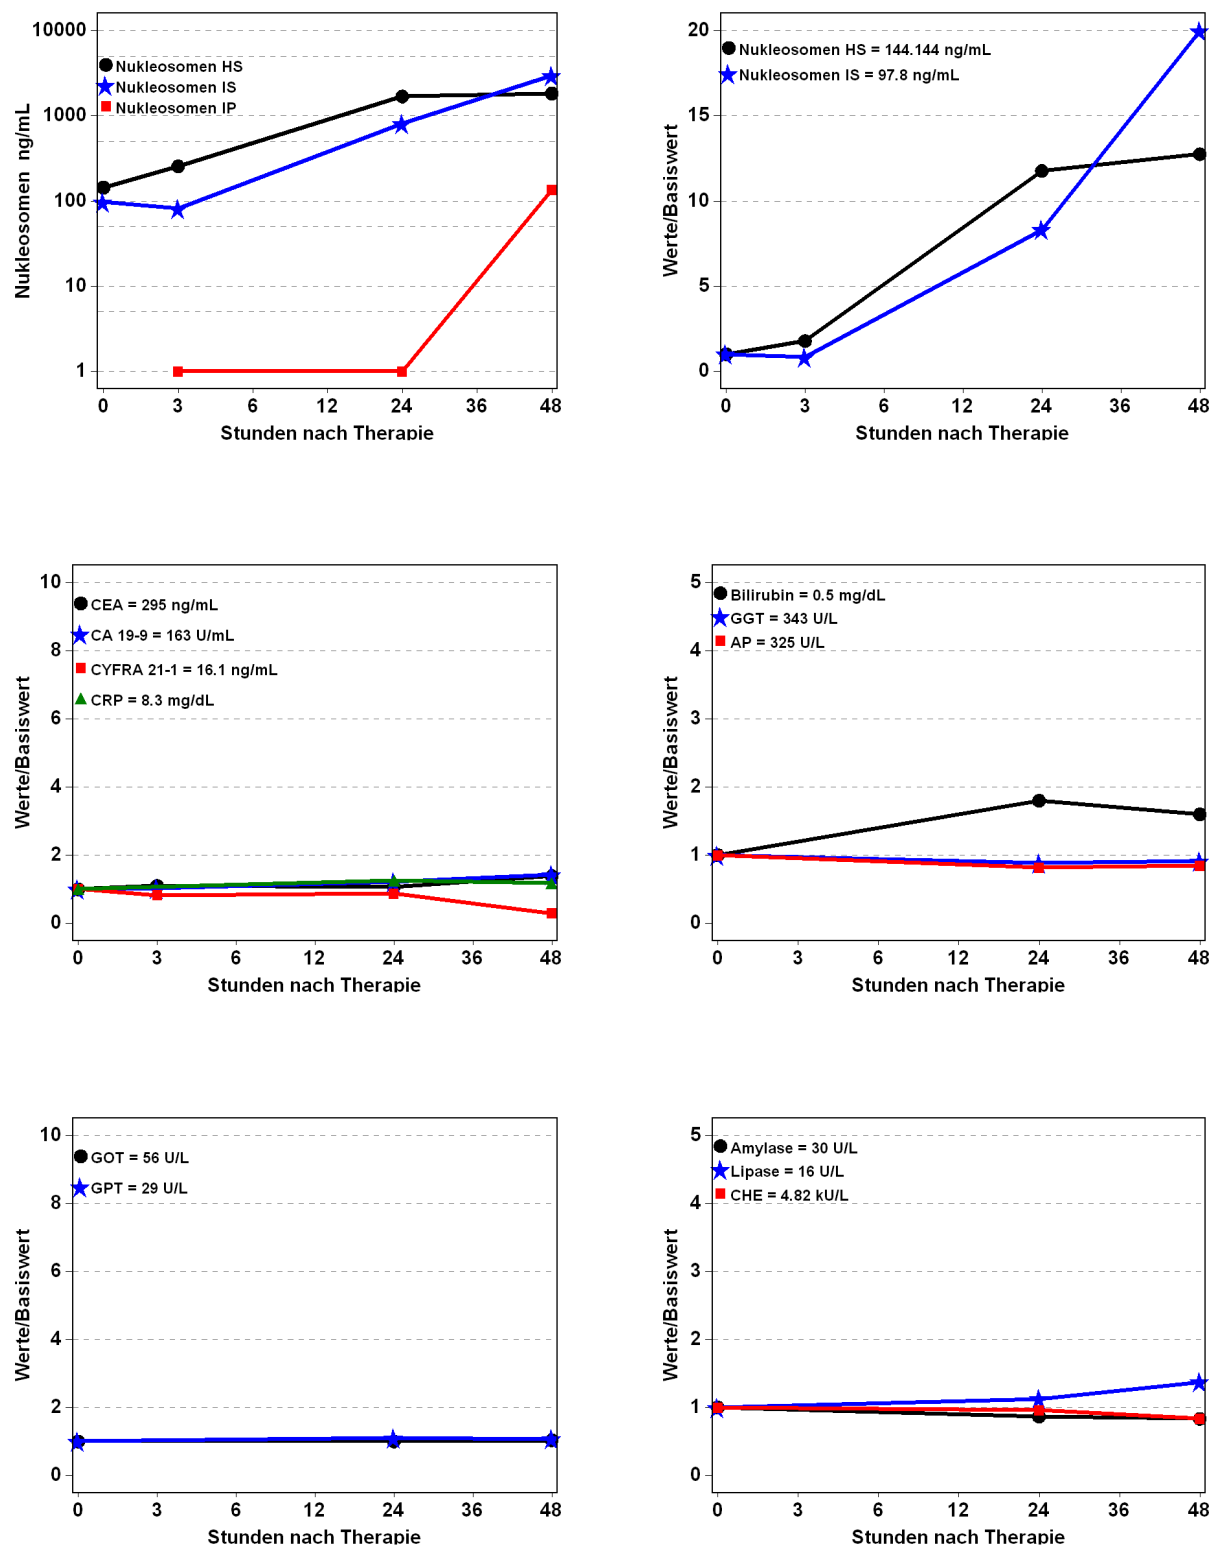 10000
1000
100
10
1
Nukleosomen ng/mL
Nukleosomen HS
Nukleosomen IS
Nukleosomen IP
0 3 6 12 24 36 48
Stunden nach Therapie
20
15
10
5
0
Werte/Basiswert
Nukleosomen HS = 144.144 ng/mL
Nukleosomen IS = 97.8 ng/mL
0 3 6 12 24 36 48
Stunden nach Therapie
10
8
6
4
2
0
Werte/Basiswert
CEA = 295 ng/mL
CA 19-9 = 163 U/mL
CYFRA 21-1 = 16.1 ng/mL
CRP = 8.3 mg/dL
0 3 6 12 24 36 48
Stunden nach Therapie
5
4
3
2
1
0
Werte/Basiswert
Bilirubin = 0.5 mg/dL
GGT = 343 U/L
AP = 325 U/L
0 3 6 12 24 36 48
Stunden nach Therapie
10
8
6
4
2
0
Werte/Basiswert
GOT = 56 U/L
GPT = 29 U/L
0 3 6 12 24 36 48
Stunden nach Therapie
5
4
3
2
1
0
Werte/Basiswert
Amylase = 30 U/L
Lipase = 16 U/L
CHE = 4.82 kU/L
0 3 6 12 24 36 48
Stunden nach Therapie